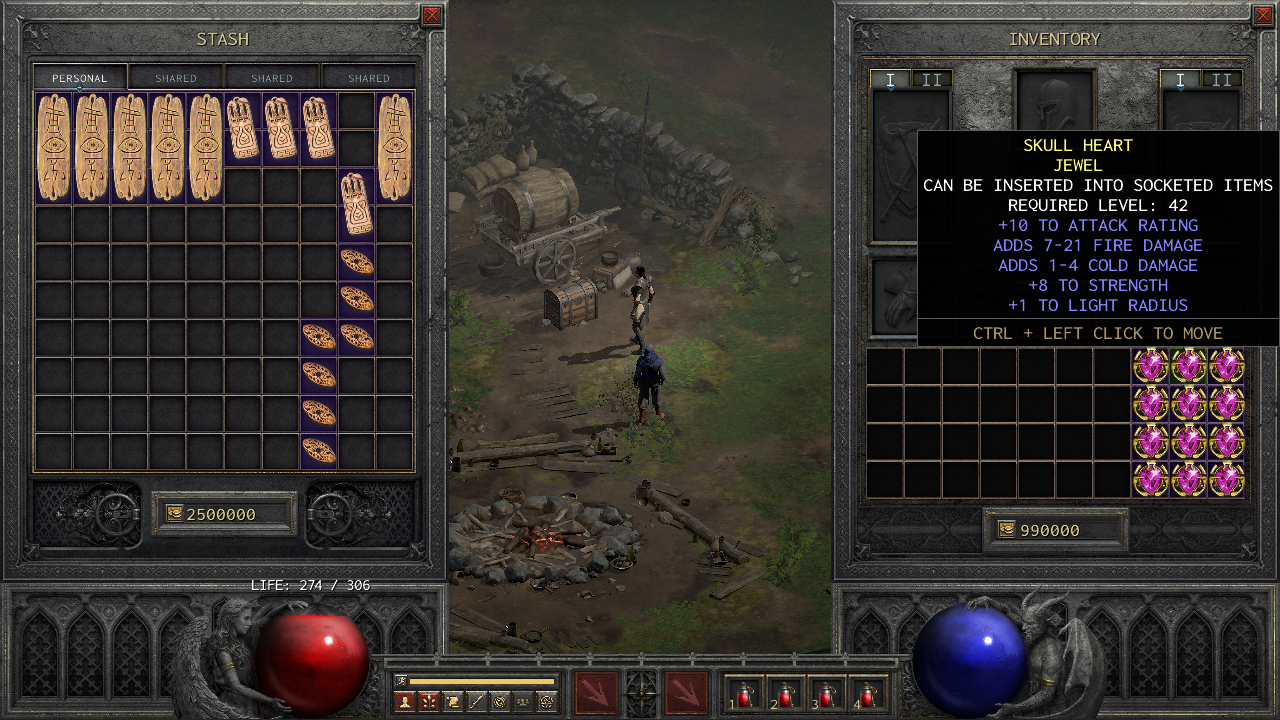 STASH
PERSONAL
SHARED
SHARED
SHARED
2500000
LIFE: 274 / 306
1
2
3
4
INVENTORY
I
II
I
II
SKULL HEART
JEWEL
CAN BE INSERTED INTO SOCKETED ITEMS
REQUIRED LEVEL: 42
+10 TO ATTACK RATING
ADDS 7-21 FIRE DAMAGE
ADDS 1-4 COLD DAMAGE
+8 TO STRENGTH
+1 TO LIGHT RADIUS
CTRL + LEFT CLICK TO MOVE
990000